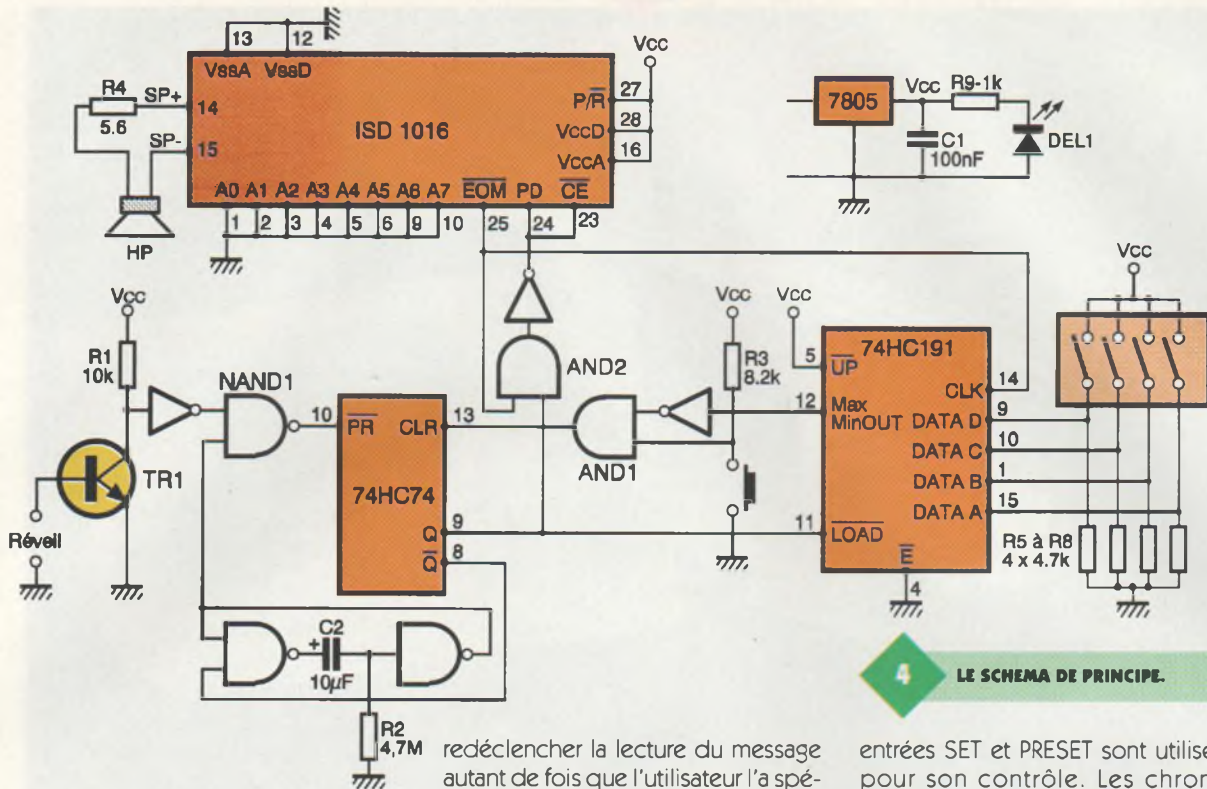 13
12
VssA
VssD
Vcc
R4
5.6
SP+
14
SP-
15
HP
ISD 1016
P/R̅ 27
VccD 28
VccA 16
A0 A1 A2 A3 A4 A5 A6 A7 E̅O̅M̅ PD C̅E̅
1 2 3 4 5 6 9 10 25 24 23
7805
Vcc
R9-1k
C1
100nF
DEL1
Vcc
R1
10k
TR1
Réveil
NAND1
10
P̅R̅
CLR
13
74HC74
Q
9
Q̅
8
C2
+
10µF
R2
4,7M
AND2
AND1
Vcc
R3
8.2k
Vcc
5
U̅P̅
74HC191
12
Max
MinOUT
CLK
14
DATA D
9
DATA C
10
DATA B
1
DATA A
15
11
L̅O̅A̅D̅
E̅
4
Vcc
R5 à R8
4 x 4.7k
4
LE SCHEMA DE PRINCIPE.
redéclencher la lecture du message
autant de fois que l'utilisateur l'a spé-
entrées SET et PRESET sont utilisé
pour son contrôle. Les chron